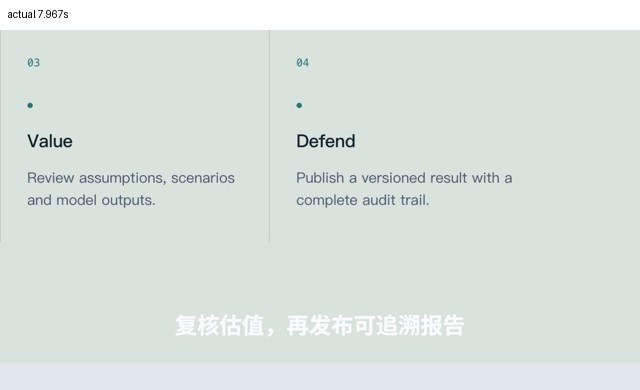 actual 7.967s
03
Value
Review assumptions, scenarios
and model outputs.
04
Defend
Publish a versioned result with a
complete audit trail.
复核估值，再发布可追溯报告